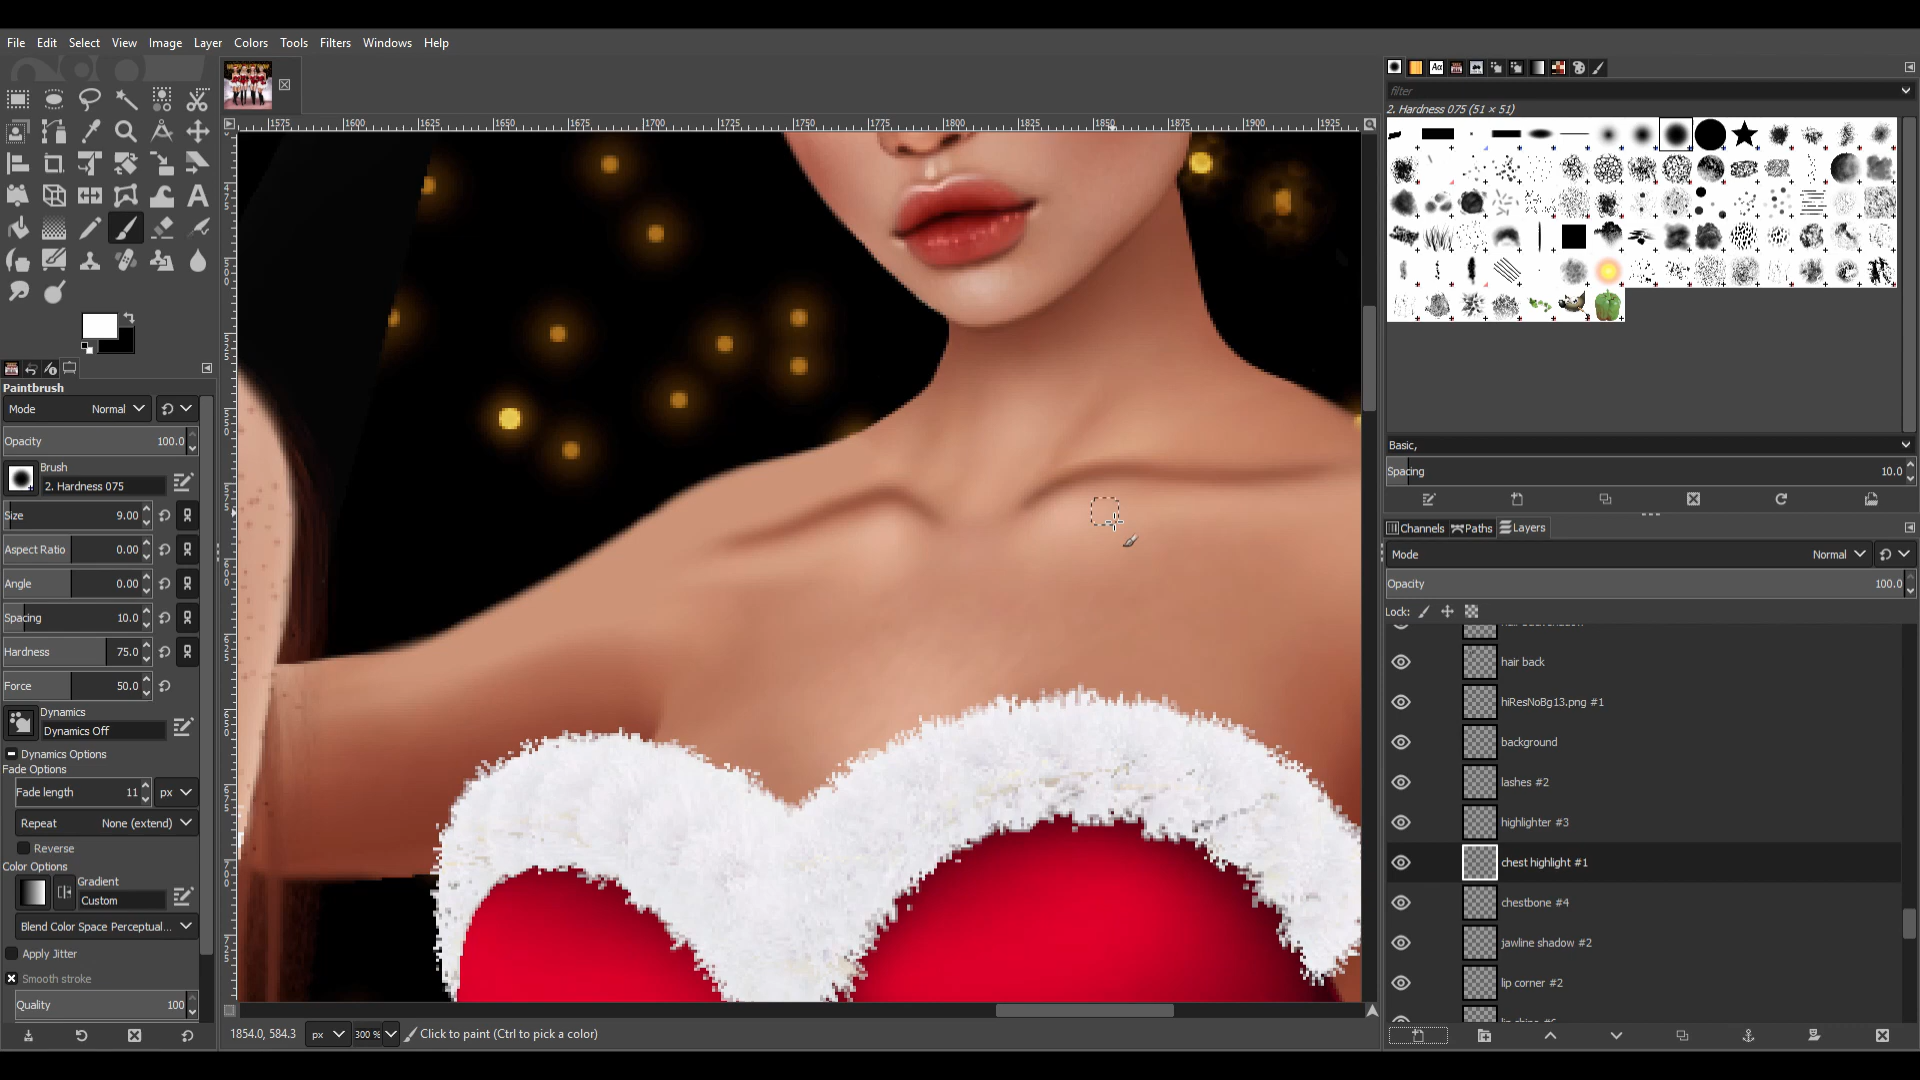 File Edit Select View Image Layer Colors Tools Filters Windows Help
1575 1600 1625 1650 1675 1700 1725 1750 1775 1800 1825 1850 1875 1900 1925
filter
2. Hardness 075 (51 × 51)
Paintbrush
Mode Normal
Opacity 100.0
Brush
2. Hardness 075
Size 9.00
Aspect Ratio 0.00
Angle 0.00
Spacing 10.0
Hardness 75.0
Force 50.0
Dynamics
Dynamics Off
Dynamics Options
Fade Options
Fade length 11 px
Repeat None (extend)
Reverse
Color Options
Gradient
Custom
Blend Color Space Perceptual...
Apply Jitter
Smooth stroke
Quality 100
1854.0, 584.3 px 300 % Click to paint (Ctrl to pick a color)
Basic,
Spacing 10.0
Channels Paths Layers
Mode Normal
Opacity 100.0
Lock:
hair back
hiResNoBg13.png #1
background
lashes #2
highlighter #3
chest highlight #1
chestbone #4
jawline shadow #2
lip corner #2